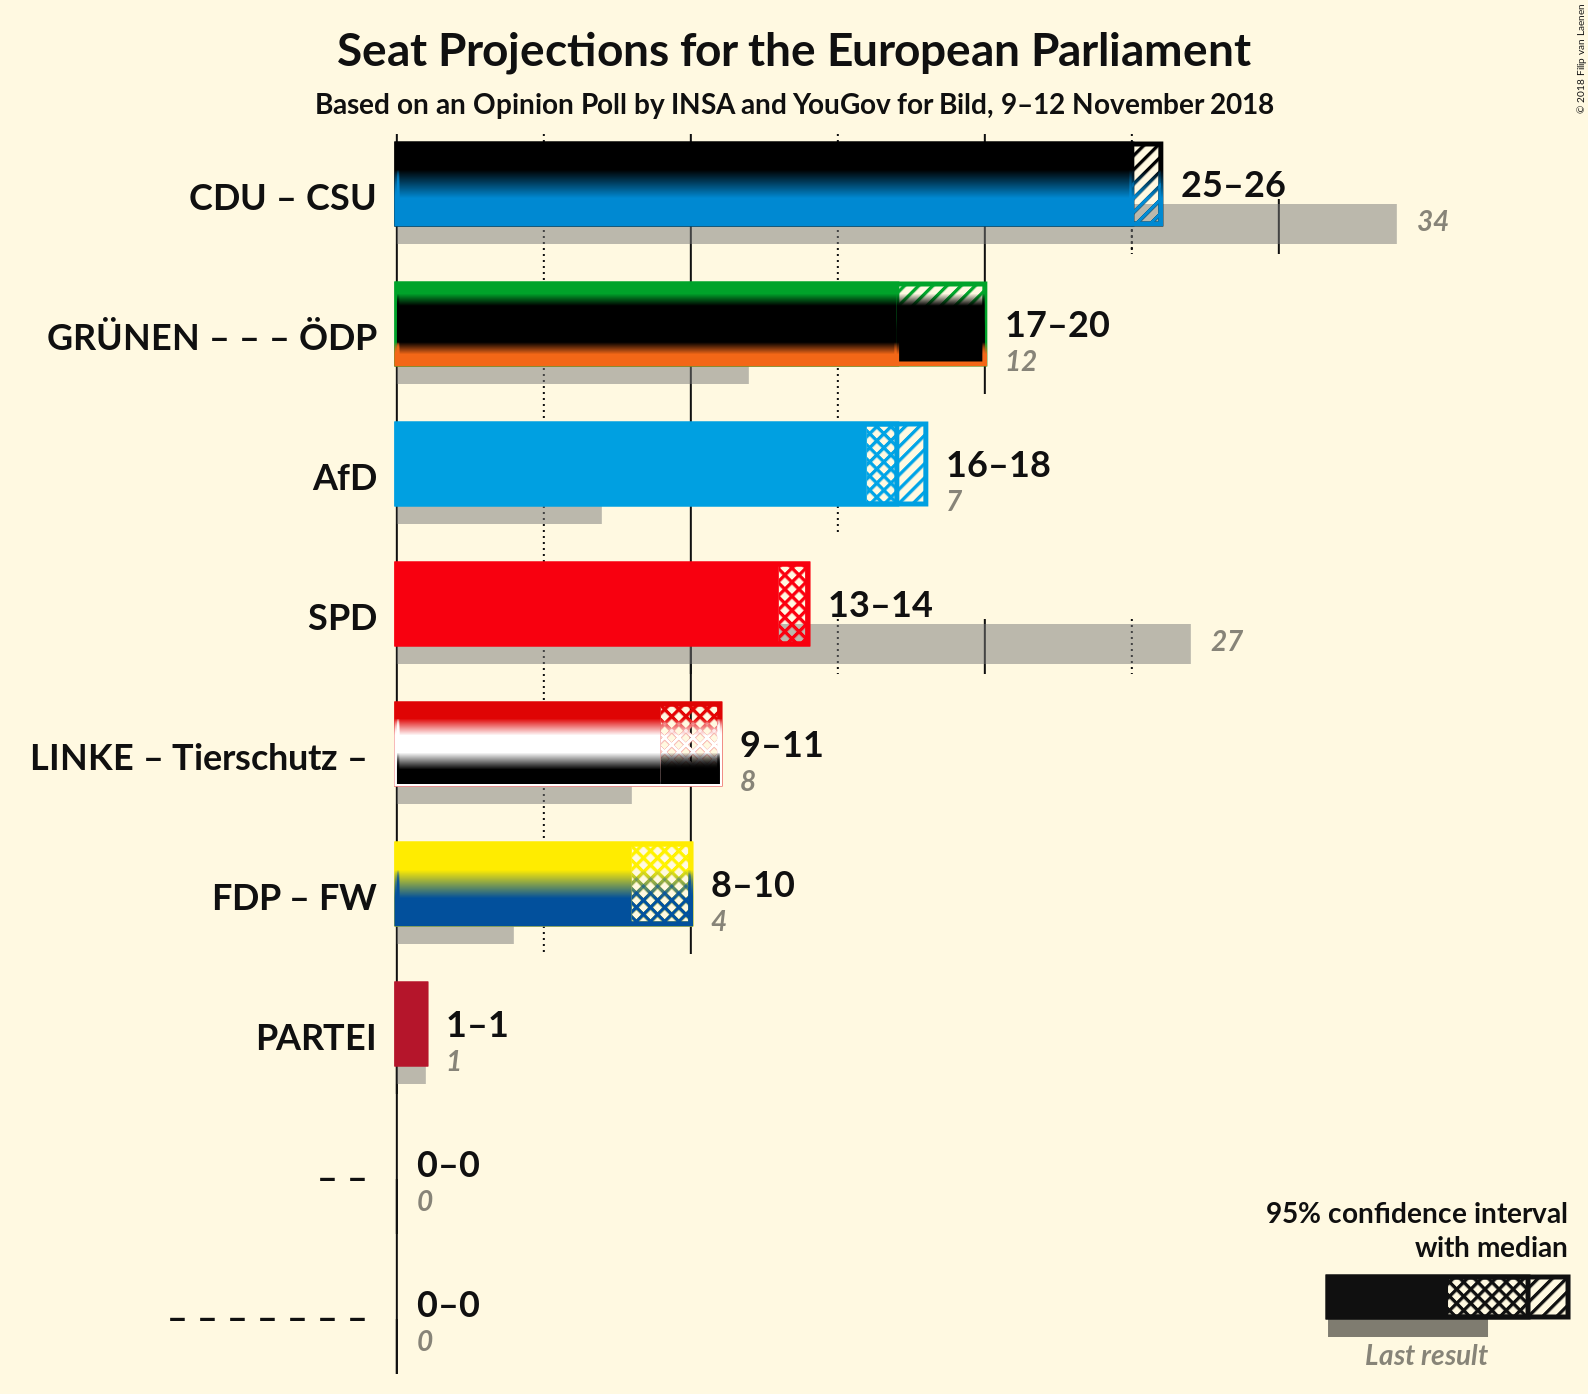 Seat Projections for the European Parliament
Based on an Opinion Poll by INSA and YouGov for Bild, 9–12 November 2018
© 2018 Filip van Laenen
CDU – CSU
25–26
34
GRÜNEN – – – ÖDP
17–20
12
AfD
16–18
7
SPD
13–14
27
LINKE – Tierschutz –
9–11
8
FDP – FW
8–10
4
PARTEI
1–1
1
– –
0–0
0
– – – – – – –
0–0
0
95% confidence interval
with median
Last result